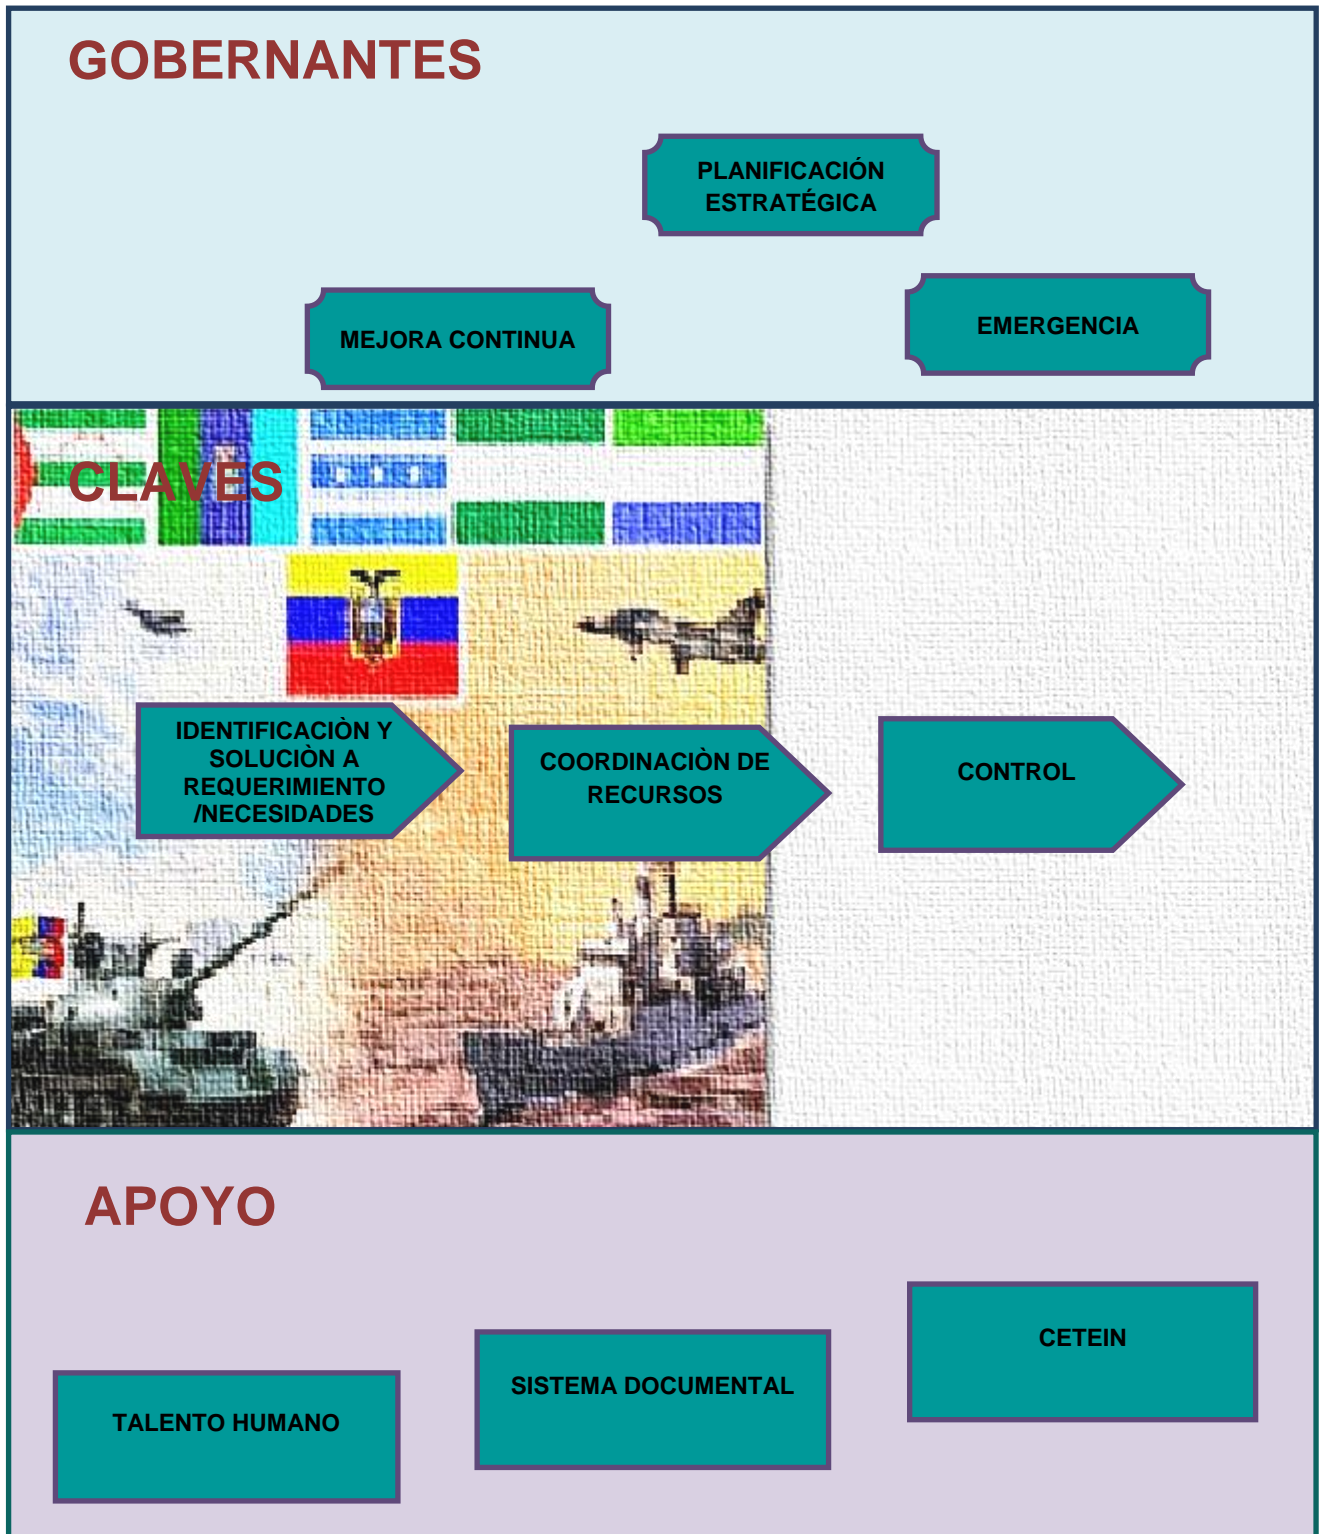 GOBERNANTES
PLANIFICACIÓN
ESTRATÉGICA
MEJORA CONTINUA
EMERGENCIA
CLAVES
IDENTIFICACIÒN Y
SOLUCIÒN A
REQUERIMIENTO
/NECESIDADES
COORDINACIÒN DE
RECURSOS
CONTROL
APOYO
CETEIN
SISTEMA DOCUMENTAL
TALENTO HUMANO